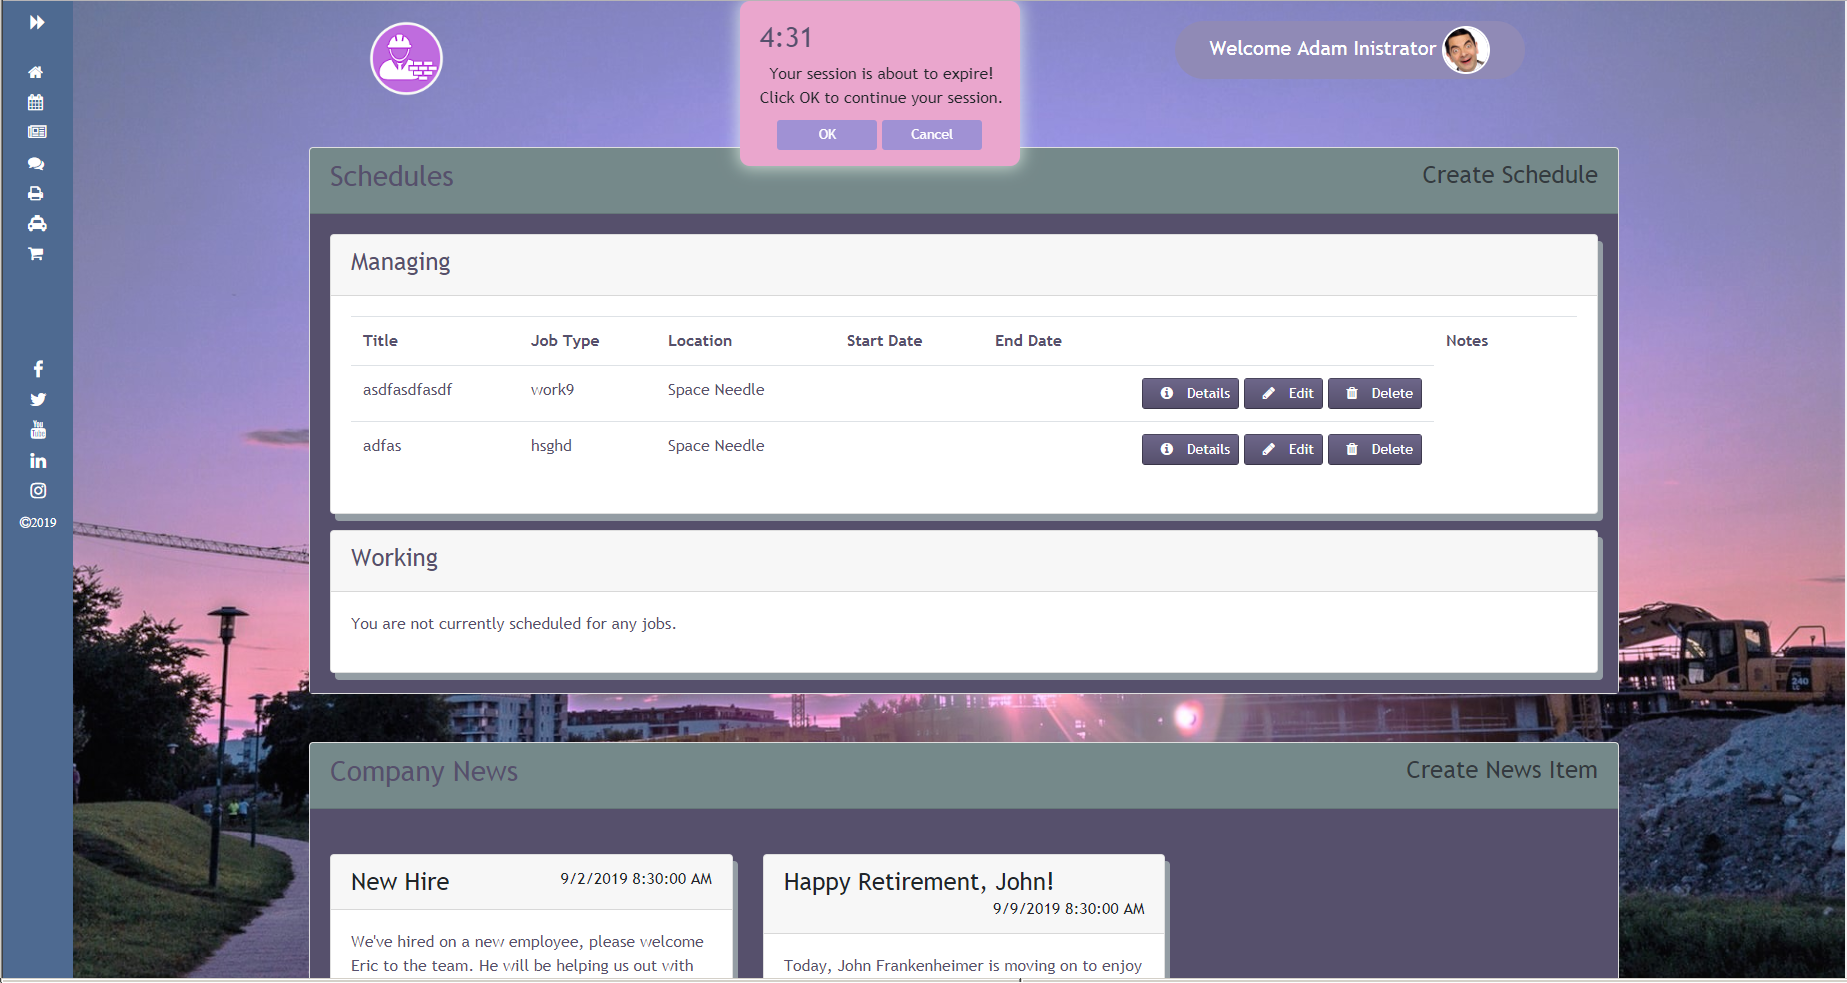 4:31
Your session is about to expire!
Click OK to continue your session.
OK Cancel
Welcome Adam Inistrator
Schedules Create Schedule
Managing
Title Job Type Location Start Date End Date Notes
asdfasdfasdf work9 Space Needle Details Edit Delete
adfas hsghd Space Needle Details Edit Delete
Working
You are not currently scheduled for any jobs.
You
Tube
©2019
240
Company News Create News Item
New Hire 9/2/2019 8:30:00 AM
We've hired on a new employee, please welcome
Eric to the team. He will be helping us out with
Happy Retirement, John!
9/9/2019 8:30:00 AM
Today, John Frankenheimer is moving on to enjoy